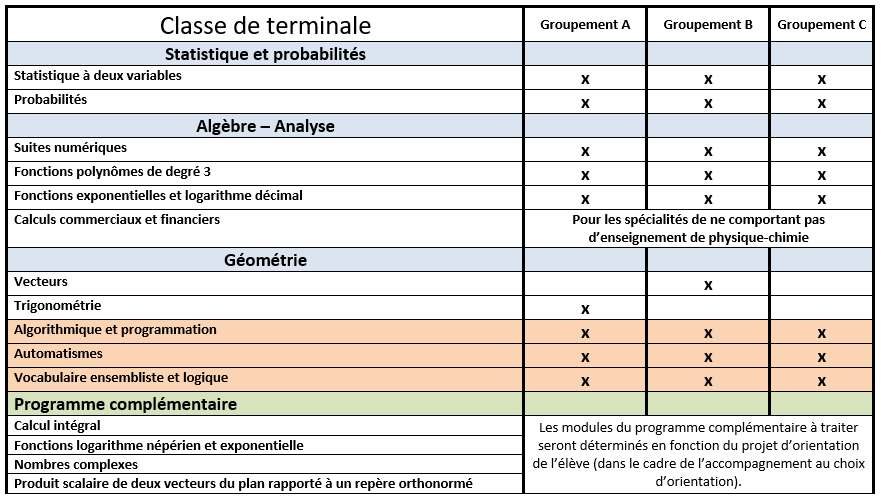 Classe de terminale Groupement A Groupement B Groupement C
Statistique et probabilités
Statistique à deux variables x x x
Probabilités x x x
Algèbre – Analyse
Suites numériques x x x
Fonctions polynômes de degré 3 x x x
Fonctions exponentielles et logarithme décimal x x x
Calculs commerciaux et financiers Pour les spécialités de ne comportant pas
d’enseignement de physique-chimie
Géométrie
Vecteurs x
Trigonométrie x
Algorithmique et programmation x x x
Automatismes x x x
Vocabulaire ensembliste et logique x x x
Programme complémentaire
Calcul intégral
Fonctions logarithme népérien et exponentielle
Nombres complexes
Produit scalaire de deux vecteurs du plan rapporté à un repère orthonormé
Les modules du programme complémentaire à traiter
seront déterminés en fonction du projet d’orientation
de l’élève (dans le cadre de l’accompagnement au choix
d’orientation).